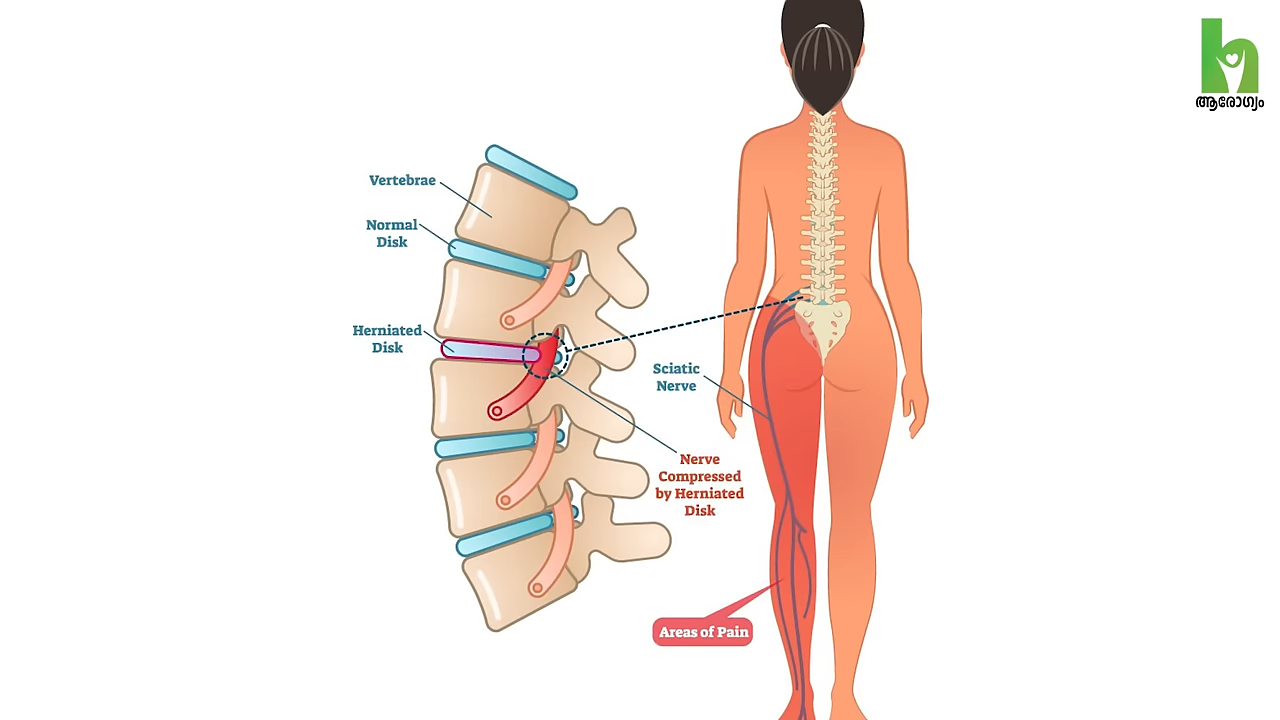 ആരോഗ്യം
Vertebrae
Normal
Disk
Herniated
Disk
Sciatic
Nerve
Nerve
Compressed
by Herniated
Disk
Areas of Pain